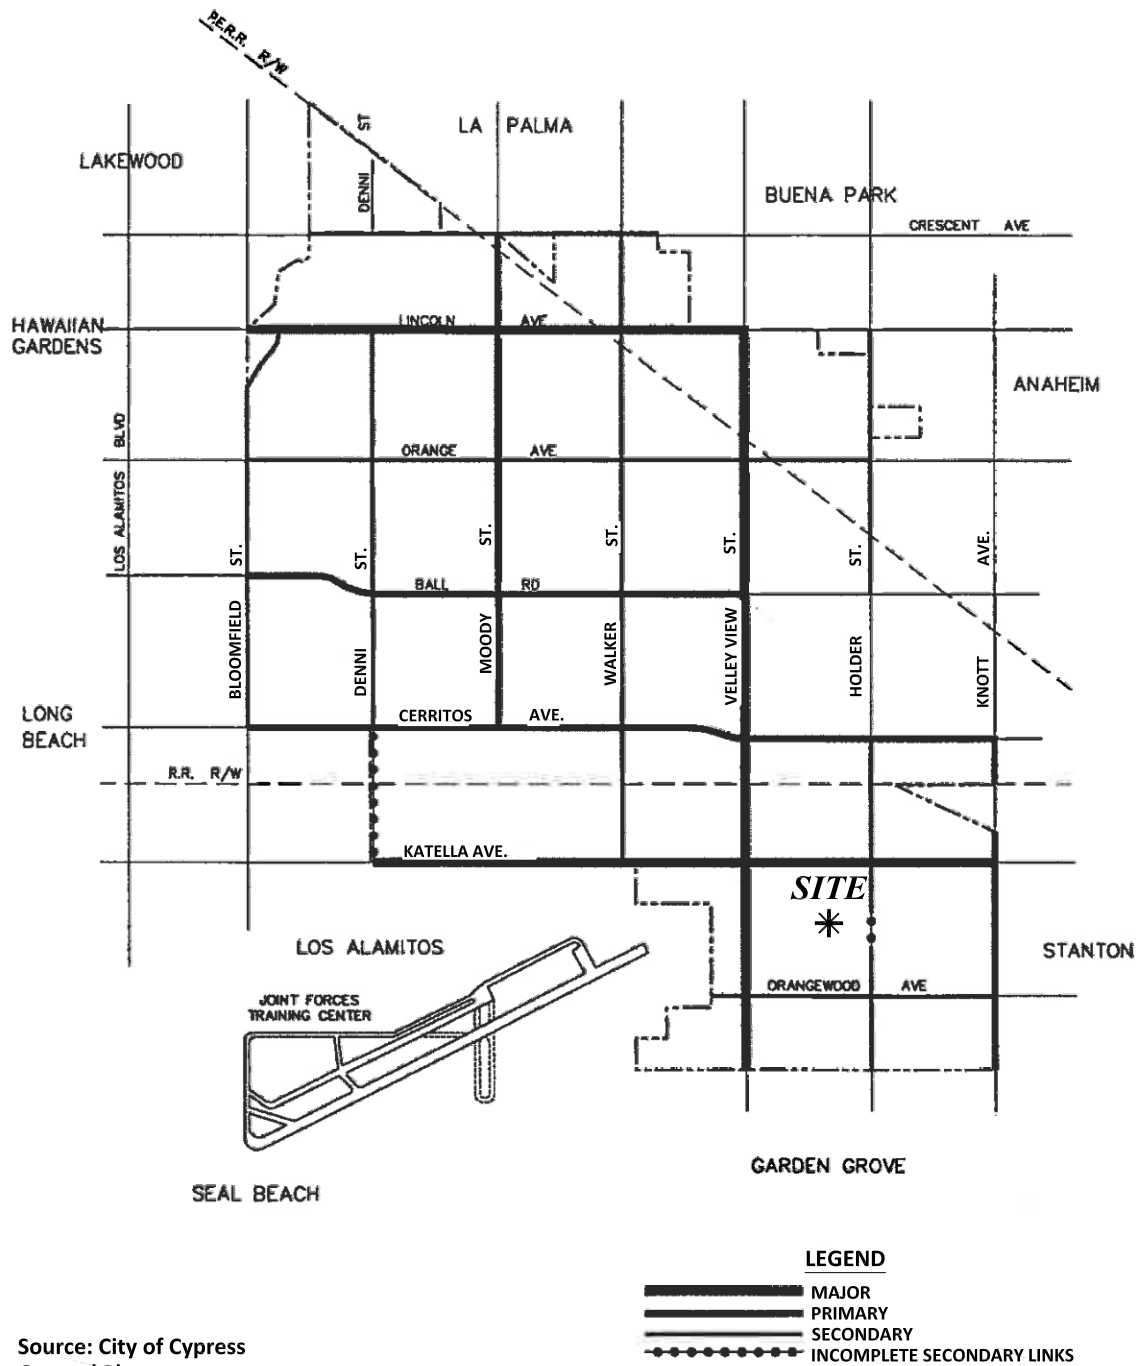 P.E.R.R. R/W
LA PALMA
ST
DENNI
LAKEWOOD
BUENA PARK
CRESCENT AVE
HAWAIIAN
GARDENS
LINCOLN AVE
ANAHEIM
LOS ALAMITOS BLVD
ORANGE AVE.
BLOOMFIELD ST.
DENNI ST.
MOODY ST.
WALKER ST.
VELLEY VIEW ST.
HOLDER ST.
KNOTT AVE.
BALL RD
LONG
BEACH
CERRITOS AVE.
R.R. R/W
KATELLA AVE.
SITE
LOS ALAMITOS
STANTON
JOINT FORCES
TRAINING CENTER
ORANGEWOOD AVE
GARDEN GROVE
SEAL BEACH
LEGEND
MAJOR
PRIMARY
SECONDARY
INCOMPLETE SECONDARY LINKS
Source: City of Cypress